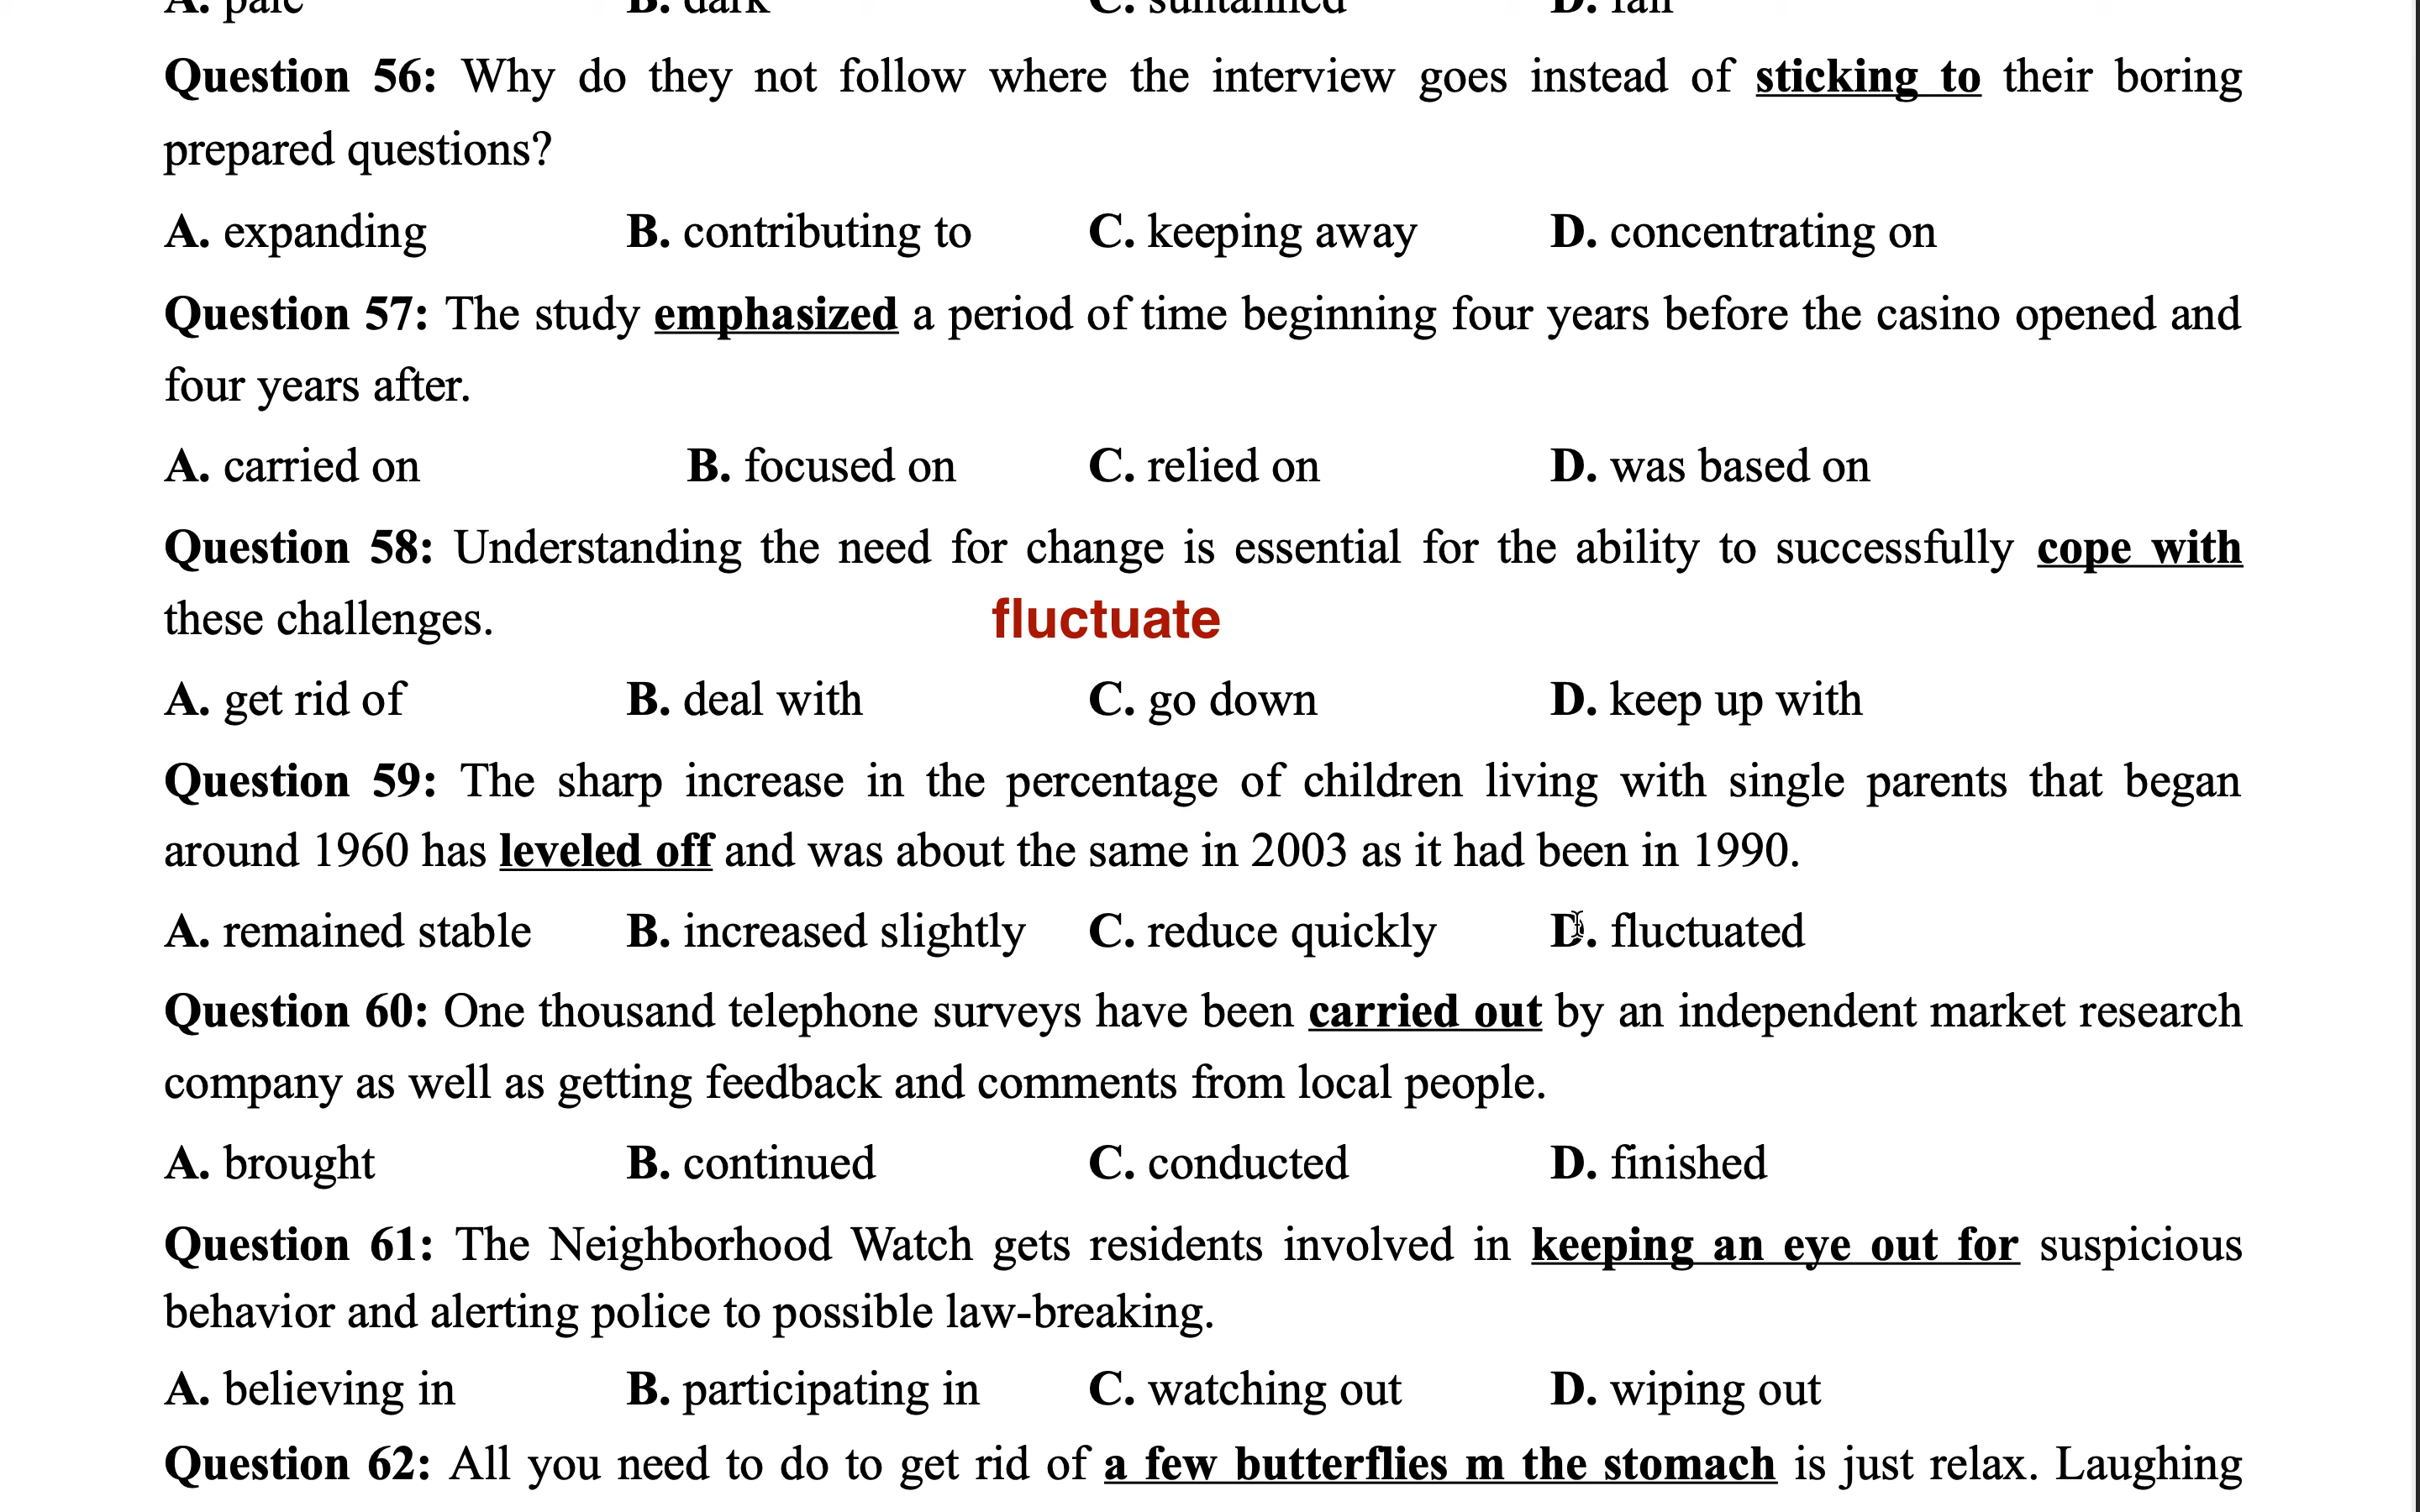 A. pale B. dark C. suntanned D. fair
Question 56: Why do they not follow where the interview goes instead of sticking to their boring
prepared questions?
A. expanding B. contributing to C. keeping away D. concentrating on
Question 57: The study emphasized a period of time beginning four years before the casino opened and
four years after.
A. carried on B. focused on C. relied on D. was based on
Question 58: Understanding the need for change is essential for the ability to successfully cope with
these challenges. fluctuate
A. get rid of B. deal with C. go down D. keep up with
Question 59: The sharp increase in the percentage of children living with single parents that began
around 1960 has leveled off and was about the same in 2003 as it had been in 1990.
A. remained stable B. increased slightly C. reduce quickly D. fluctuated
Question 60: One thousand telephone surveys have been carried out by an independent market research
company as well as getting feedback and comments from local people.
A. brought B. continued C. conducted D. finished
Question 61: The Neighborhood Watch gets residents involved in keeping an eye out for suspicious
behavior and alerting police to possible law-breaking.
A. believing in B. participating in C. watching out D. wiping out
Question 62: All you need to do to get rid of a few butterflies m the stomach is just relax. Laughing